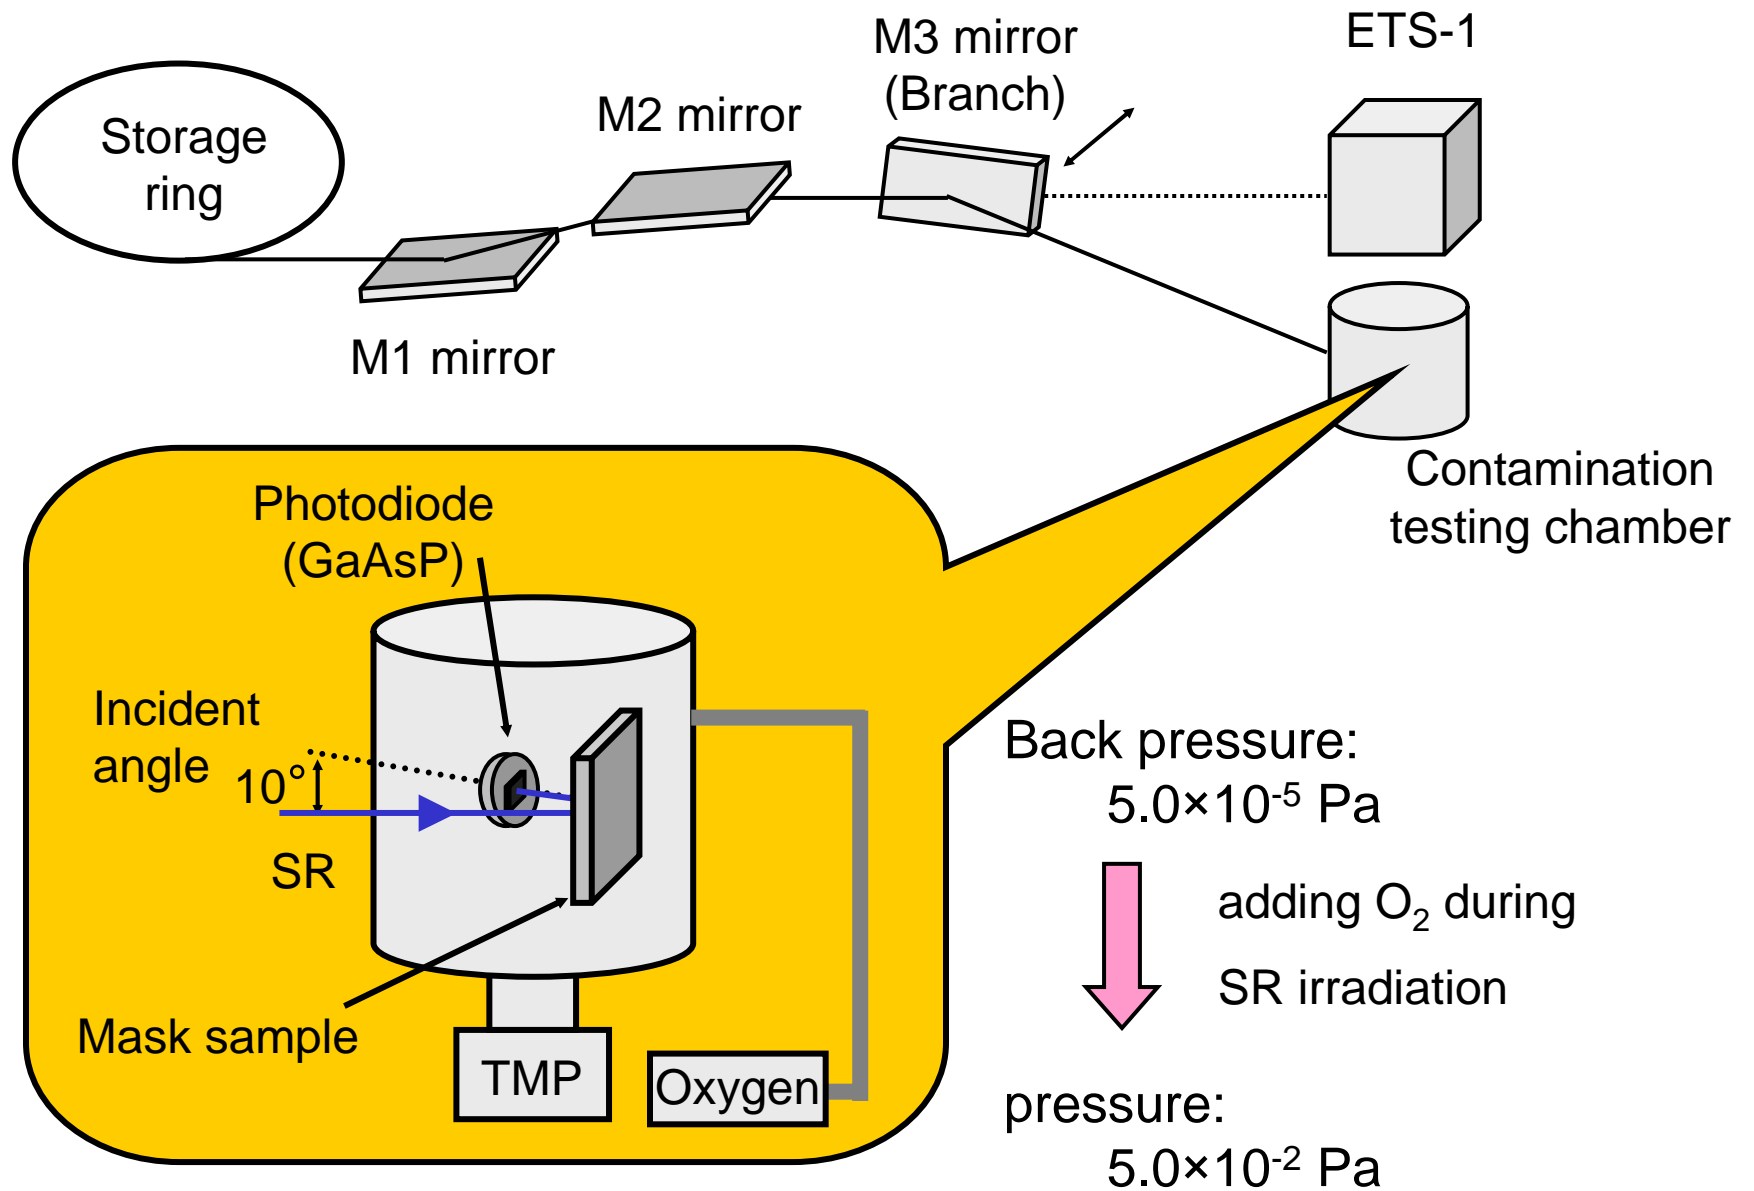 Storage
ring
M1 mirror
M2 mirror
M3 mirror
(Branch)
ETS-1
Contamination
testing chamber
Photodiode
(GaAsP)
Incident
angle
10°
SR
Mask sample
TMP
Oxygen
Back pressure:
5.0×10⁻⁵ Pa
adding O₂ during
SR irradiation
pressure:
5.0×10⁻² Pa